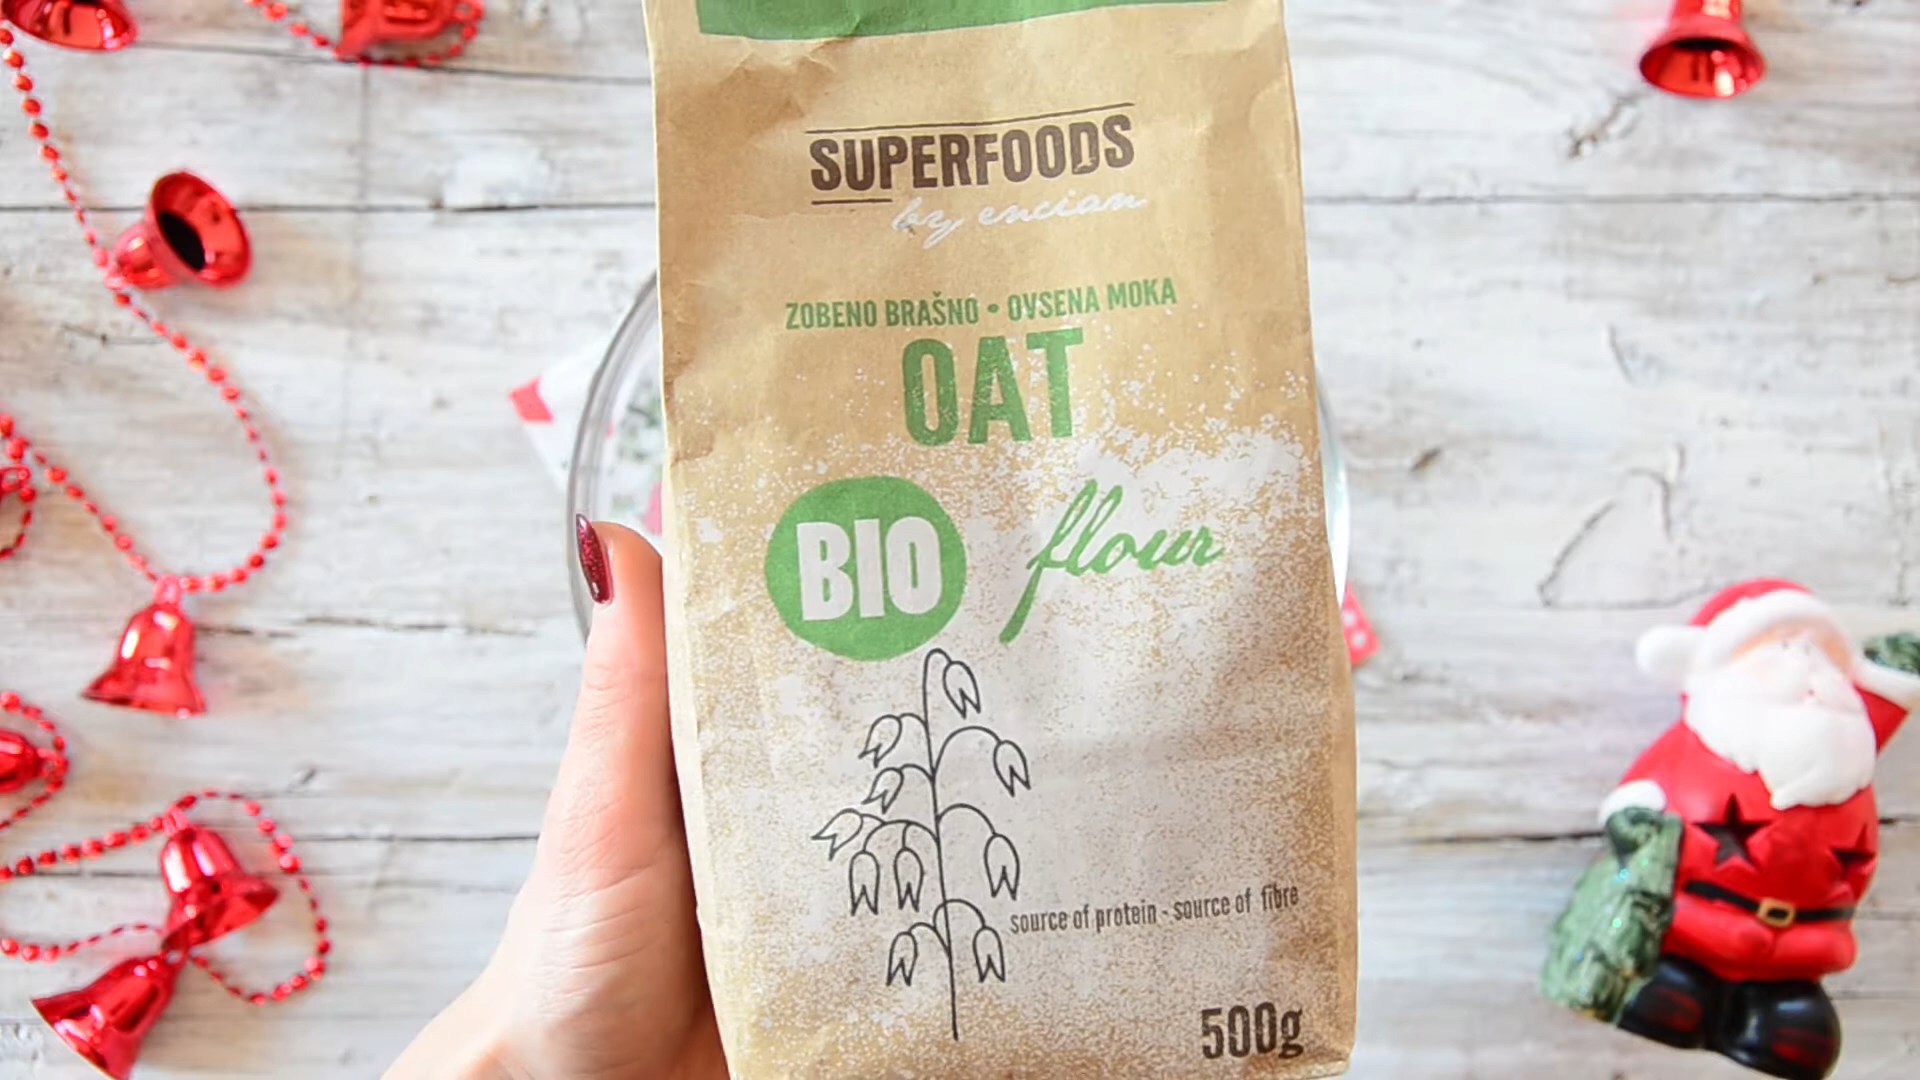 SUPERFOODS
by encian
ZOBENO BRAŠNO • OVSENA MOKA
OAT
BIO flour
source of protein - source of fibre
500g